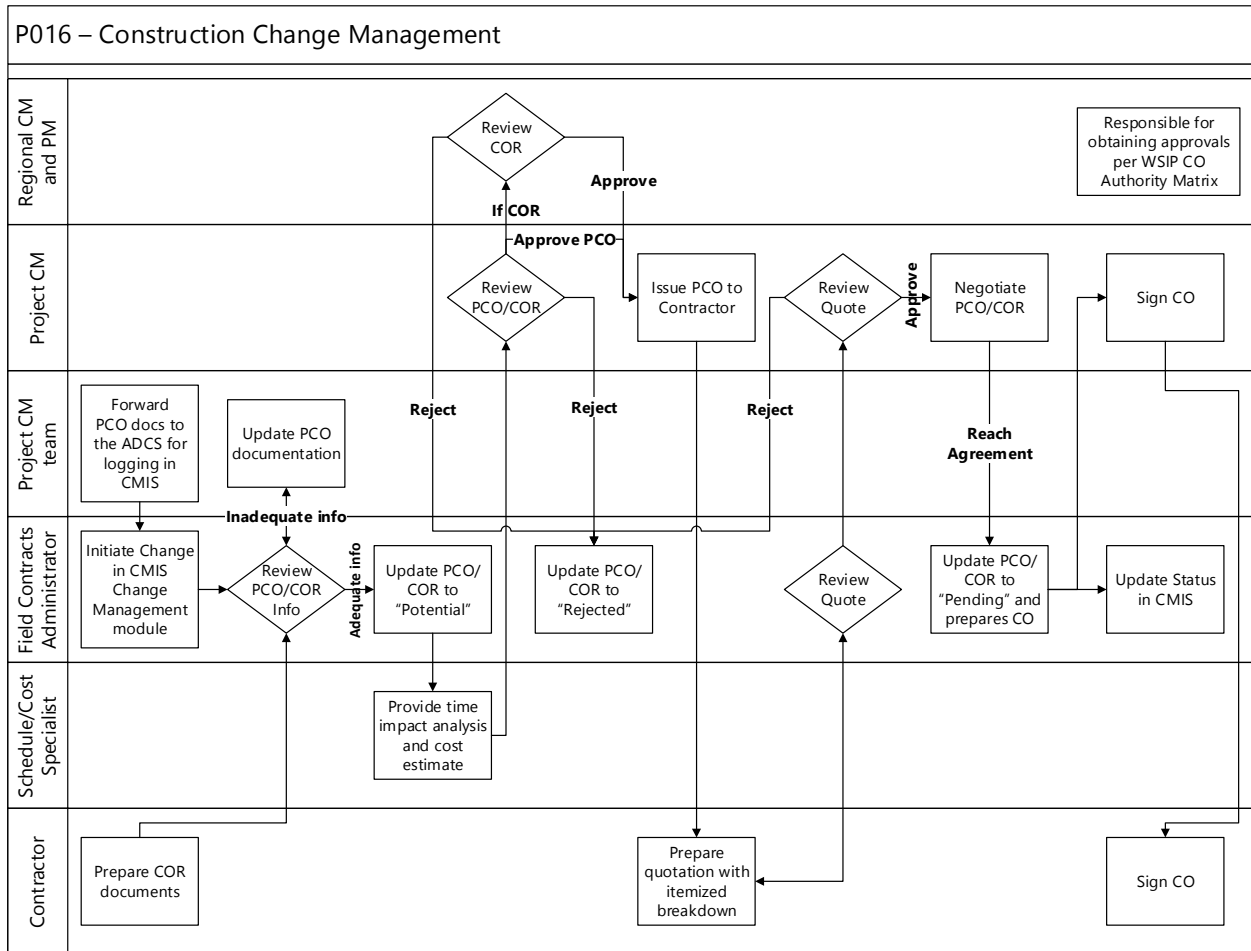 P016 – Construction Change Management
Regional CM
and PM
Review
COR
Responsible for
obtaining approvals
per WSIP CO
Authority Matrix
Approve
If COR
Project CM
Approve PCO
Review
PCO/COR
Issue PCO to
Contractor
Review
Quote
Approve
Negotiate
PCO/COR
Sign CO
Project CM
team
Forward
PCO docs to
the ADCS for
logging in
CMIS
Update PCO
documentation
Reject
Reject
Reject
Reach
Agreement
Inadequate info
Field Contracts
Administrator
Initiate Change
in CMIS
Change
Management
module
Review
PCO/COR
Info
Adequate info
Update PCO/
COR to
“Potential”
Update PCO/
COR to
“Rejected”
Review
Quote
Update PCO/
COR to
“Pending” and
prepares CO
Update Status
in CMIS
Schedule/Cost
Specialist
Provide time
impact analysis
and cost
estimate
Contractor
Prepare COR
documents
Prepare
quotation with
itemized
breakdown
Sign CO